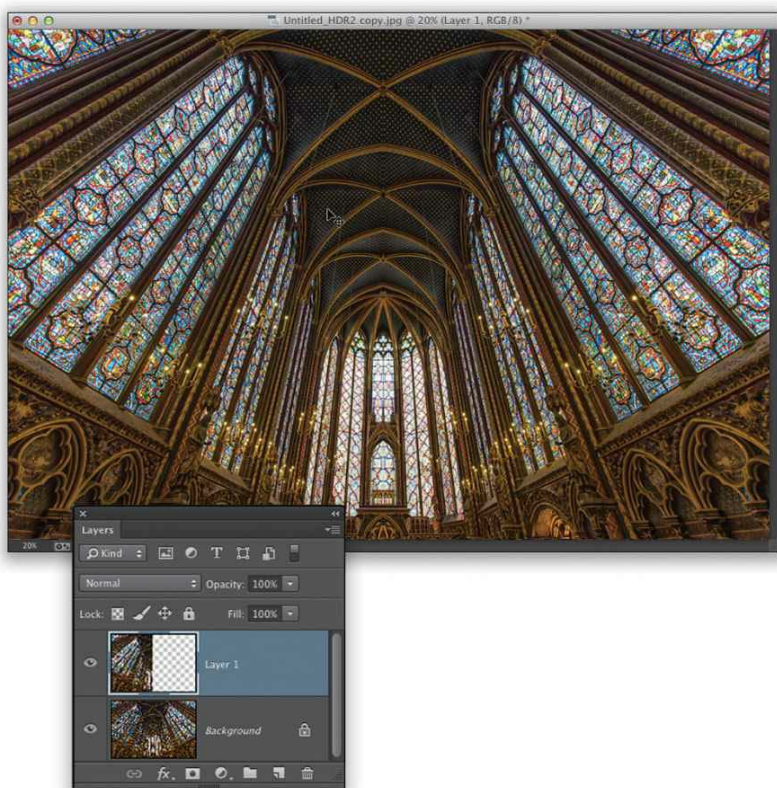 Untitled_HDR2 copy.jpg @ 20% (Layer 1, RGB/8) *
20%
Layers
Kind
Normal Opacity: 100%
Lock: Fill: 100%
Layer 1
Background
fx.